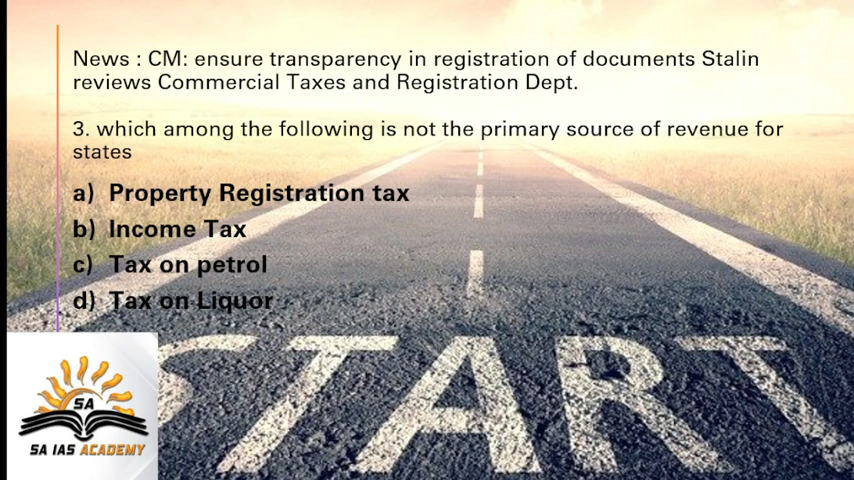 News : CM: ensure transparency in registration of documents Stalin
reviews Commercial Taxes and Registration Dept.
3. which among the following is not the primary source of revenue for
states
a) Property Registration tax
b) Income Tax
c) Tax on petrol
d) Tax on Liquor
START
SA
SA IAS ACADEMY